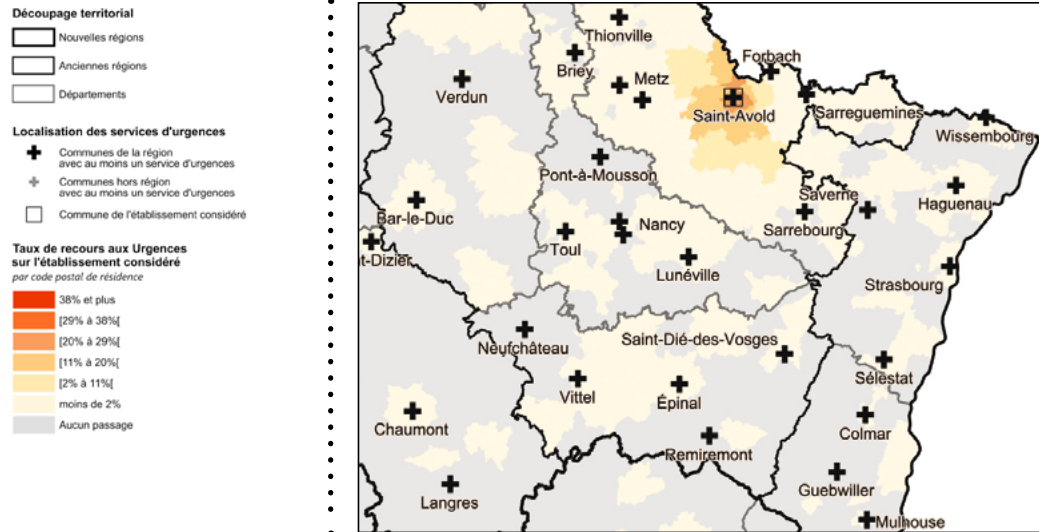 Découpage territorial
Nouvelles régions
Anciennes régions
Départements
Localisation des services d'urgences
Communes de la région
avec au moins un service d'urgences
Communes hors région
avec au moins un service d'urgences
Commune de l'établissement considéré
Taux de recours aux Urgences
sur l'établissement considéré
par code postal de résidence
38% et plus
[29% à 38%[
[20% à 29%[
[11% à 20%[
[2% à 11%[
moins de 2%
Aucun passage
Thionville
Forbach
Briey
Metz
Verdun
Saint-Avold
Sarreguemines
Wissembourg
Pont-à-Mousson
Saverne
Haguenau
Bar-le-Duc
Nancy
Sarrebourg
Toul
t-Dizier
Lunéville
Strasbourg
Neufchâteau
Saint-Dié-des-Vosges
Sélestat
Vittel
Épinal
Chaumont
Colmar
Remiremont
Guebwiller
Langres
Mulhouse